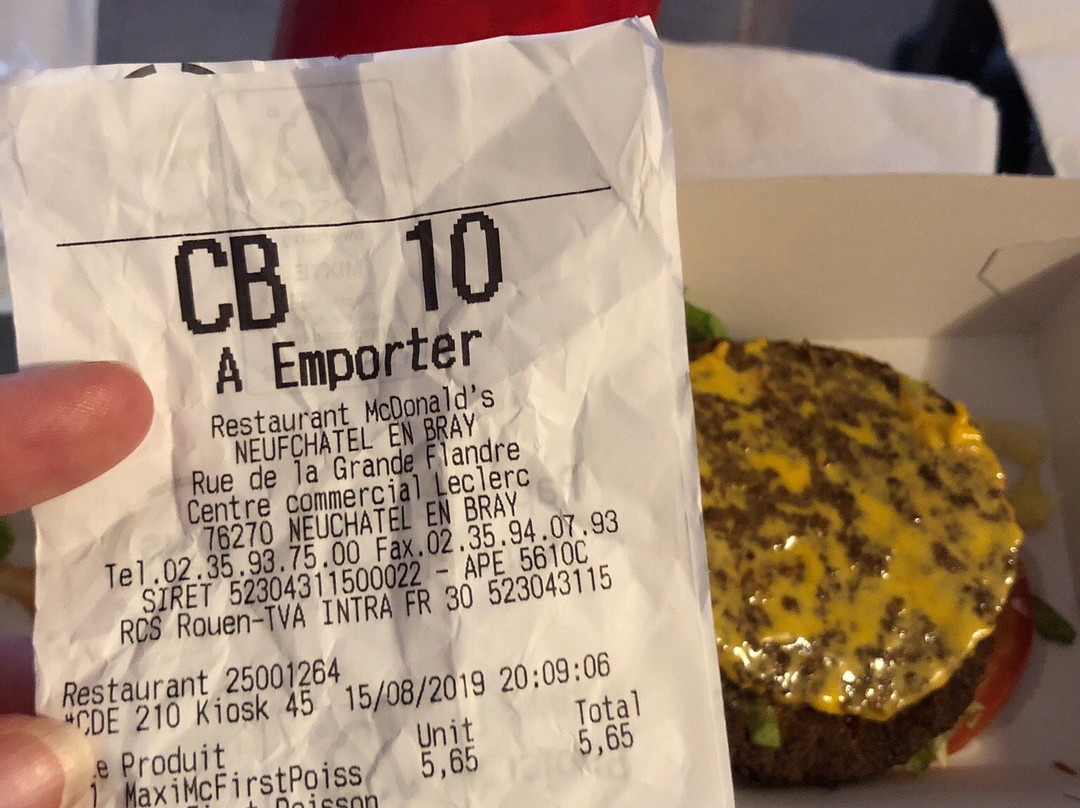 CB 10
A Emporter
Restaurant McDonald's
NEUFCHATEL EN BRAY
Rue de la Grande Flandre
Centre commercial Leclerc
76270 NEUCHATEL EN BRAY
Tel.02.35.93.75.00 Fax.02.35.94.07.93
SIRET 52304311500022 - APE 5610C
RCS Rouen-TVA INTRA FR 30 523043115
Restaurant 25001264
*CDE 210 Kiosk 45 15/08/2019 20:09:06
e Produit Unit Total
1 MaxiMcFirstPoiss 5,65 5,65
Poisson